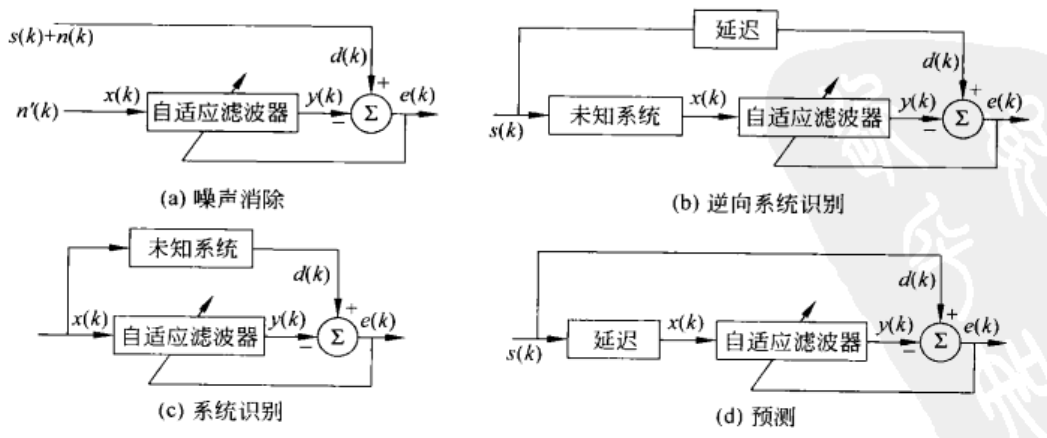 s(k)+n(k)
d(k)
+
n'(k)
x(k)
自适应滤波器
y(k)
−
Σ
e(k)
(a) 噪声消除
延迟
d(k)
+
s(k)
未知系统
x(k)
自适应滤波器
y(k)
−
Σ
e(k)
(b) 逆向系统识别
未知系统
d(k)
+
x(k)
自适应滤波器
y(k)
−
Σ
e(k)
(c) 系统识别
d(k)
+
s(k)
延迟
x(k)
自适应滤波器
y(k)
−
Σ
e(k)
(d) 预测